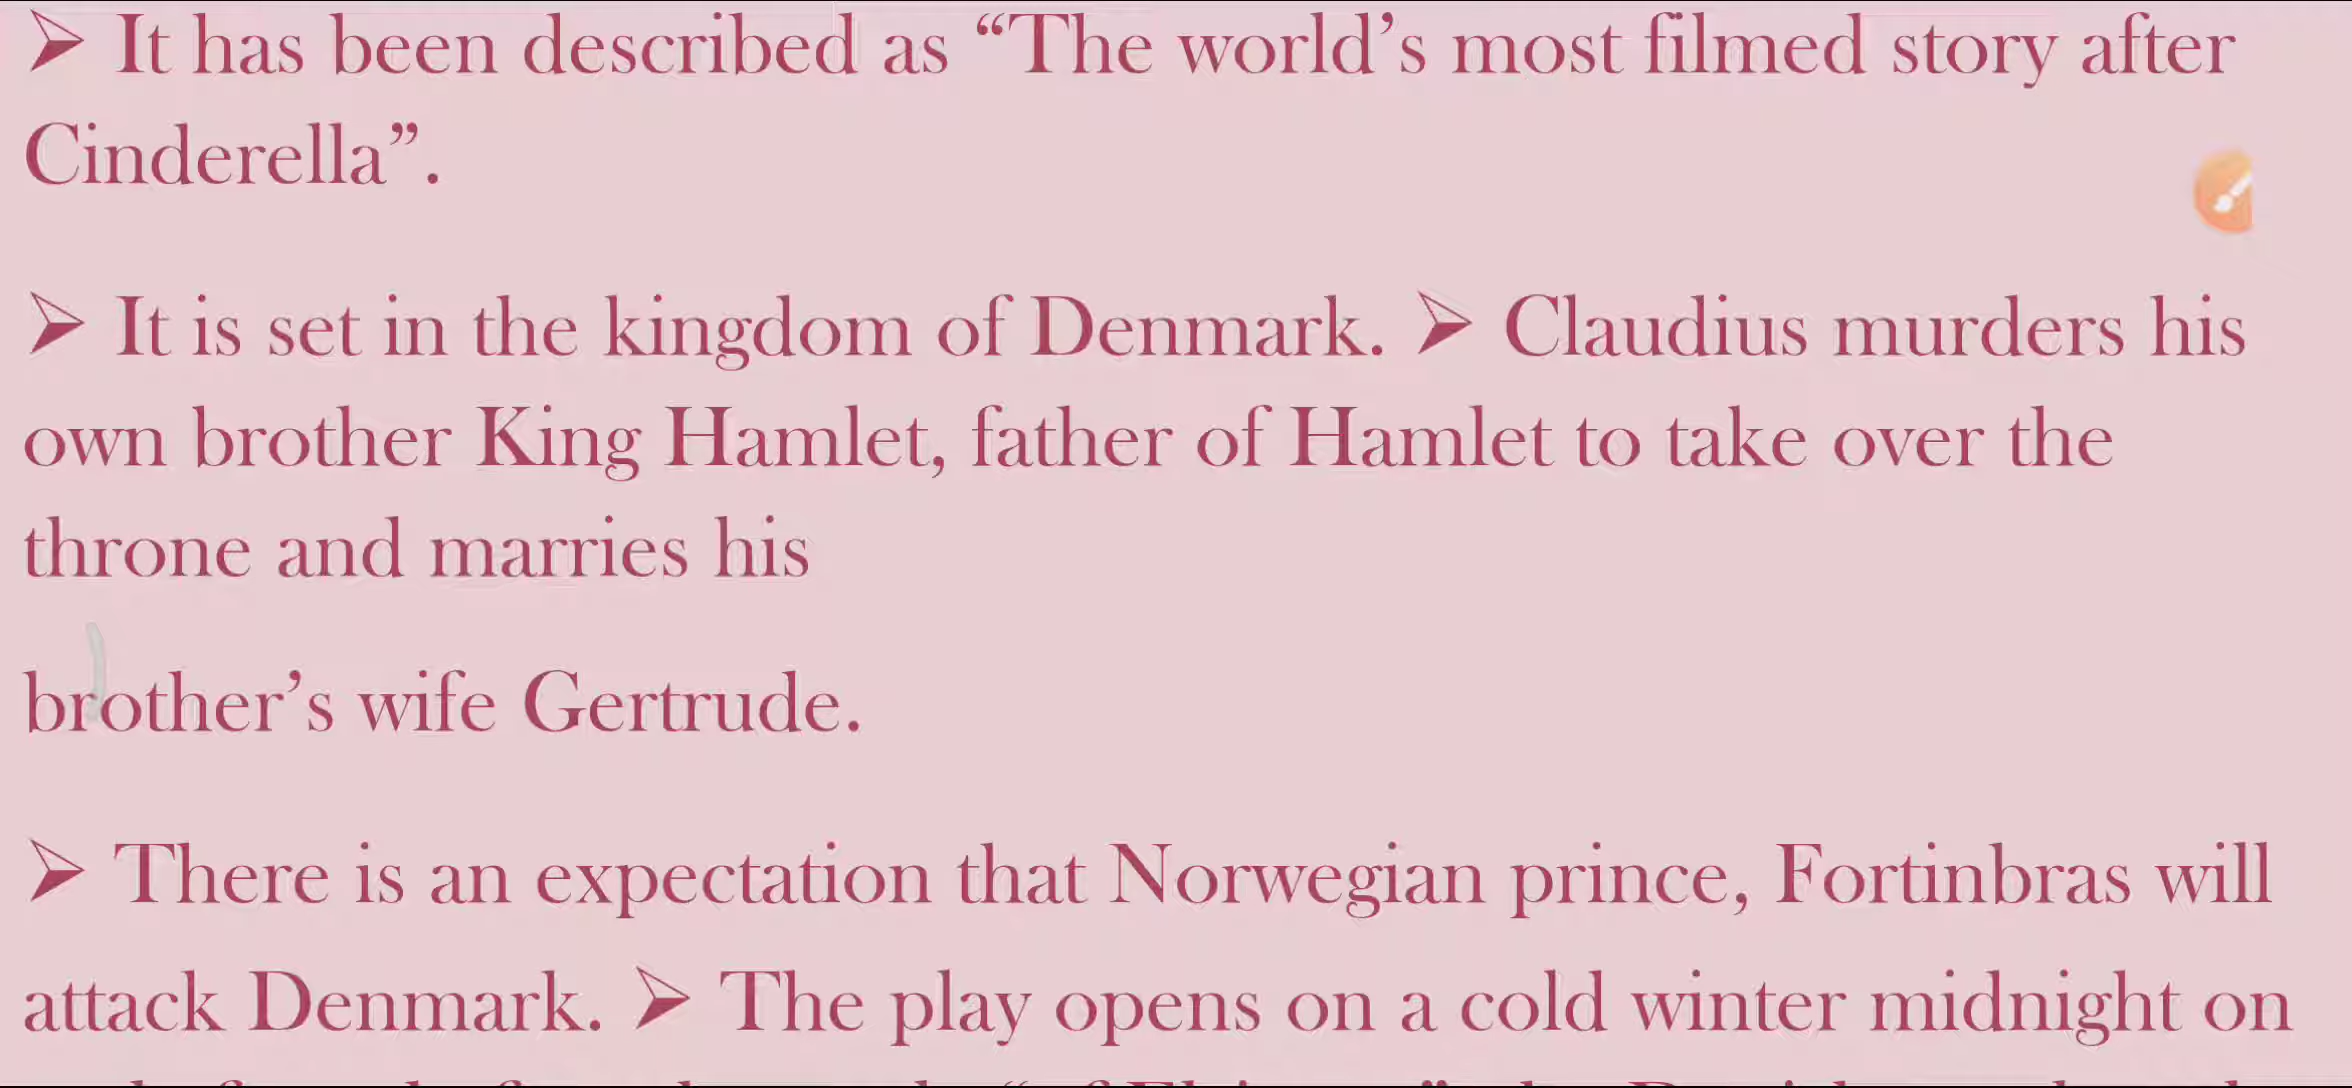 ➢ It has been described as “The world’s most filmed story after
Cinderella”.
➢ It is set in the kingdom of Denmark. ➢ Claudius murders his
own brother King Hamlet, father of Hamlet to take over the
throne and marries his
brother’s wife Gertrude.
➢ There is an expectation that Norwegian prince, Fortinbras will
attack Denmark. ➢ The play opens on a cold winter midnight on